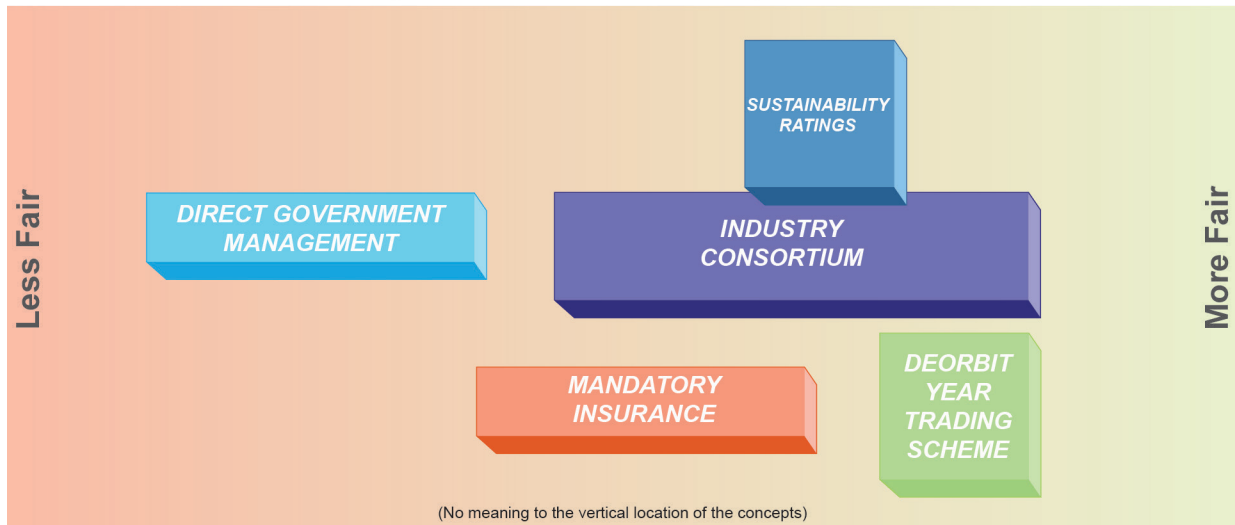 Less Fair
SUSTAINABILITY
RATINGS
DIRECT GOVERNMENT
MANAGEMENT
INDUSTRY
CONSORTIUM
More Fair
MANDATORY
INSURANCE
DEORBIT
YEAR
TRADING
SCHEME
(No meaning to the vertical location of the concepts)